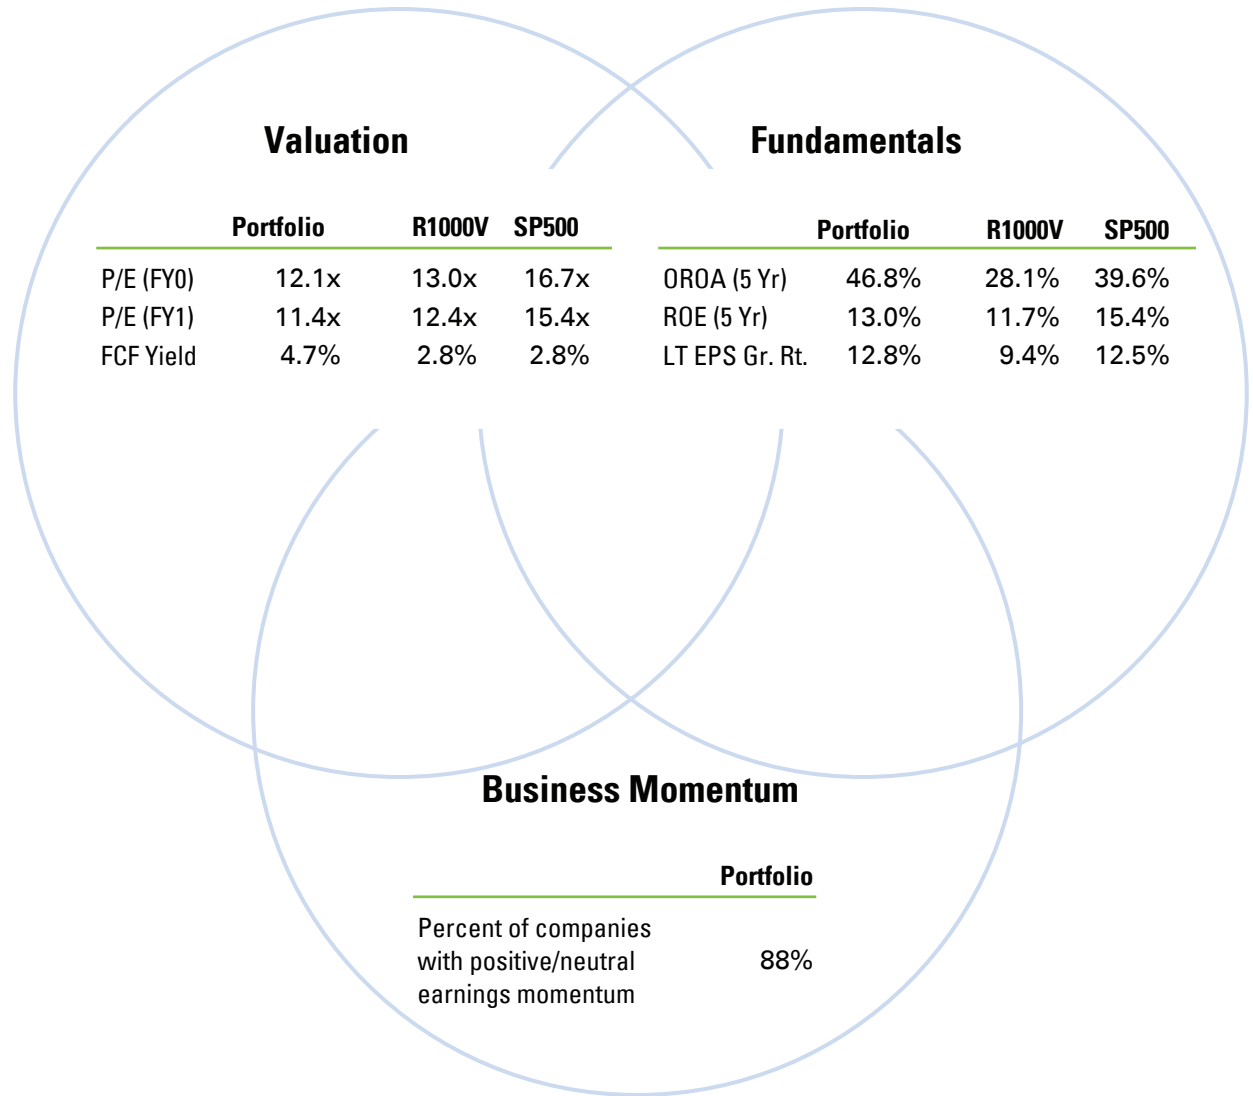 Valuation
Portfolio R1000V SP500
P/E (FY0) 12.1x 13.0x 16.7x
P/E (FY1) 11.4x 12.4x 15.4x
FCF Yield 4.7% 2.8% 2.8%
Fundamentals
Portfolio R1000V SP500
OROA (5 Yr) 46.8% 28.1% 39.6%
ROE (5 Yr) 13.0% 11.7% 15.4%
LT EPS Gr. Rt. 12.8% 9.4% 12.5%
Business Momentum
Portfolio
Percent of companies
with positive/neutral 88%
earnings momentum